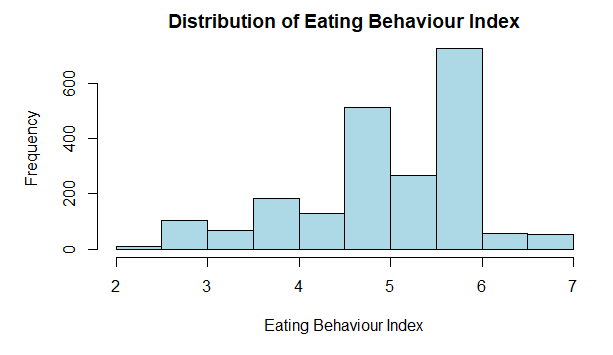 Distribution of Eating Behaviour Index
Frequency
600
400
200
0
2 3 4 5 6 7
Eating Behaviour Index